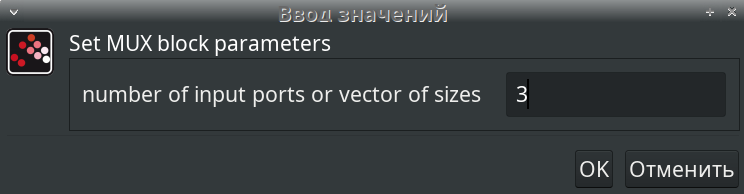 Ввод значений
Set MUX block parameters
number of input ports or vector of sizes 3
OK Отменить